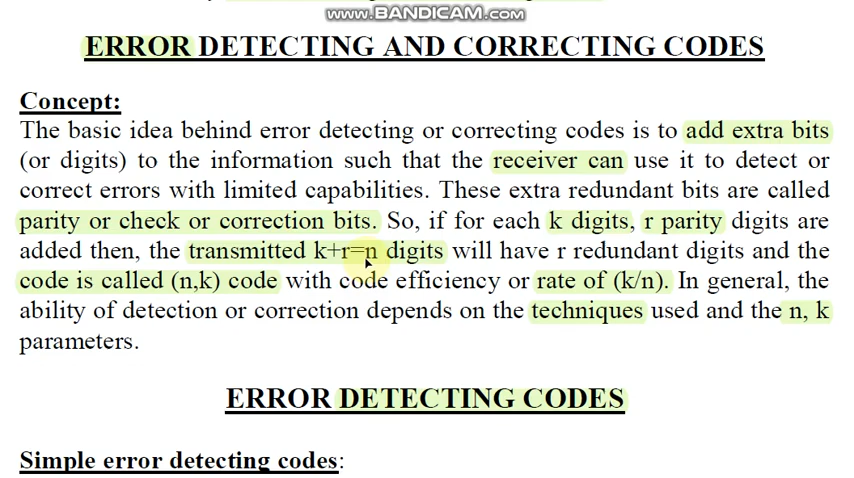 www.BANDICAM.com
ERROR DETECTING AND CORRECTING CODES
Concept:
The basic idea behind error detecting or correcting codes is to add extra bits
(or digits) to the information such that the receiver can use it to detect or
correct errors with limited capabilities. These extra redundant bits are called
parity or check or correction bits. So, if for each k digits, r parity digits are
added then, the transmitted k+r=n digits will have r redundant digits and the
code is called (n,k) code with code efficiency or rate of (k/n). In general, the
ability of detection or correction depends on the techniques used and the n, k
parameters.
ERROR DETECTING CODES
Simple error detecting codes: